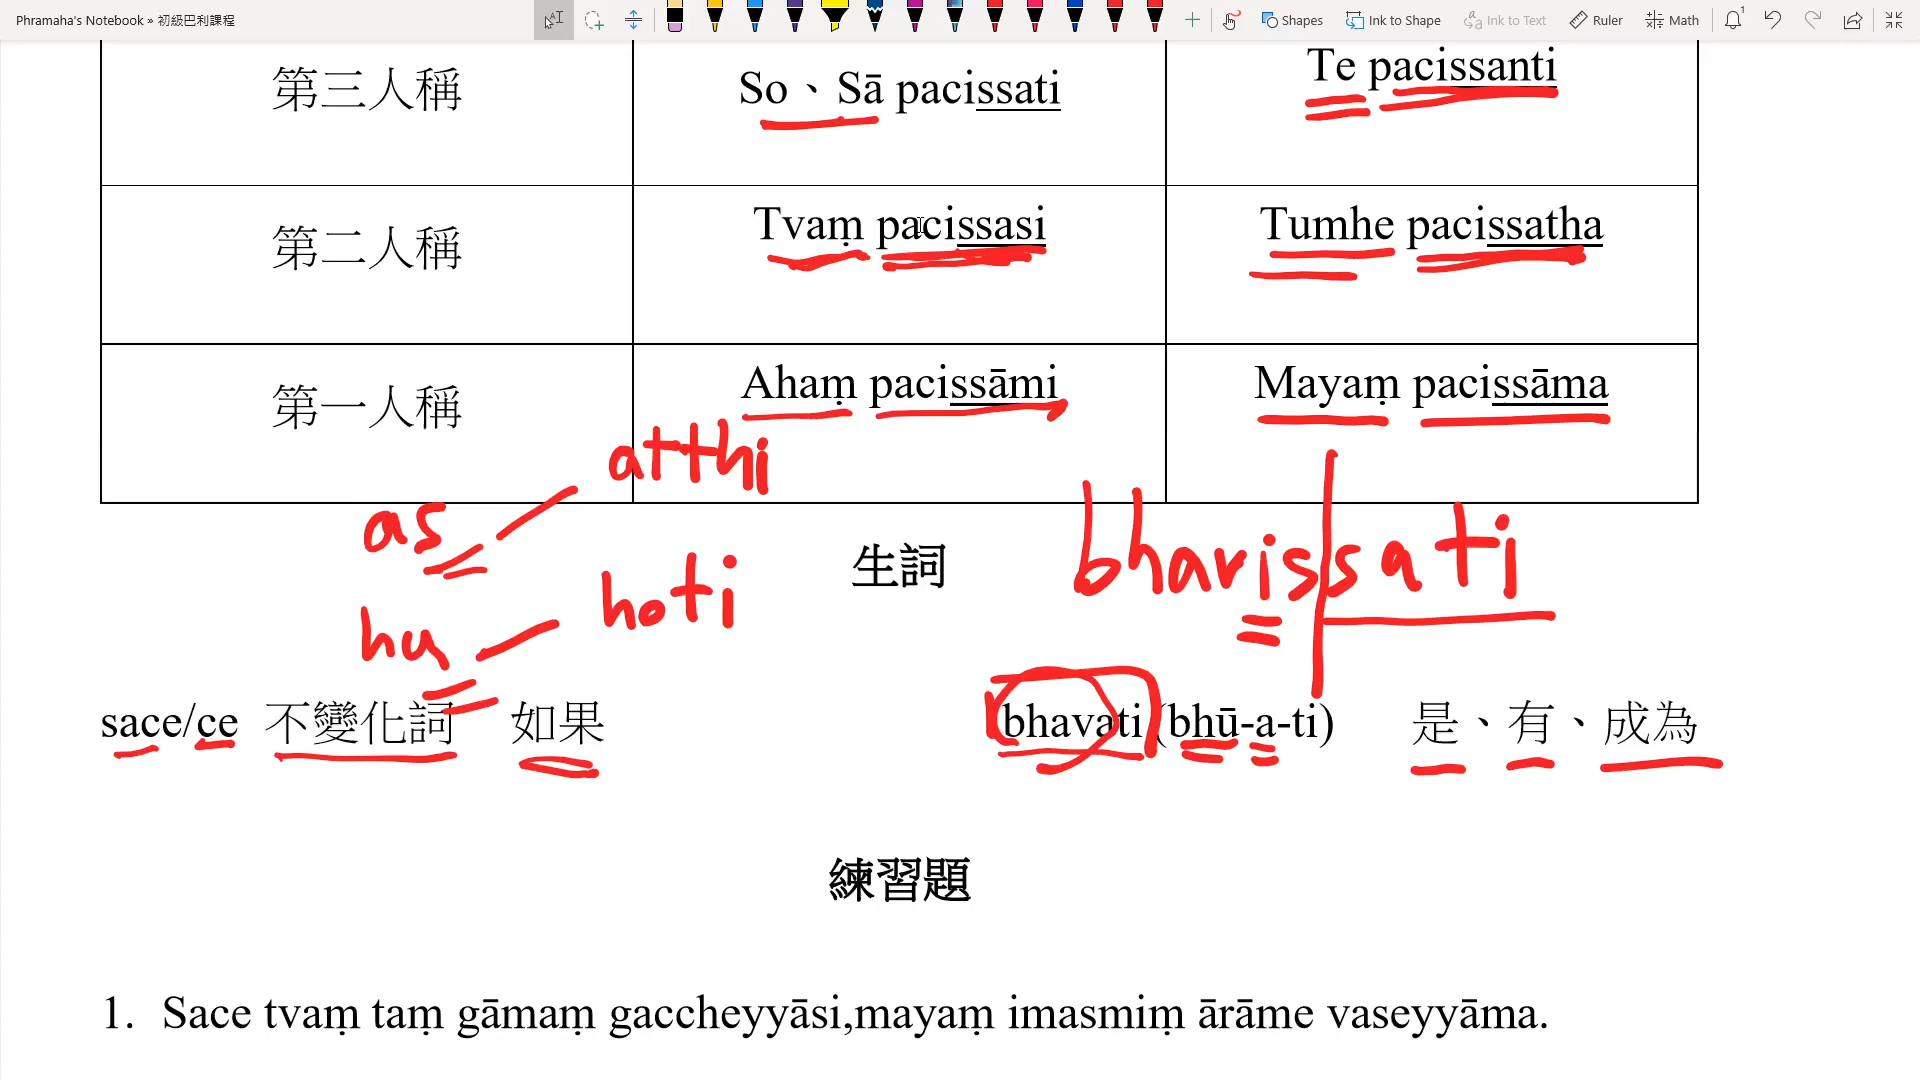 Phramaha's Notebook » 初級巴利課程
Shapes Ink to Shape Ink to Text Ruler Math
第三人稱 So、Sā pacissati Te pacissanti
第二人稱 Tvaṃ pacissasi Tumhe pacissatha
第一人稱 Ahaṃ pacissāmi Mayaṃ pacissāma
as atthi
hu hoti
bharissati
生詞
sace/ce 不變化詞 如果 bhavati (bhū-a-ti) 是、有、成為
練習題
1. Sace tvaṃ taṃ gāmaṃ gaccheyyāsi,mayaṃ imasmiṃ ārāme vaseyyāma.